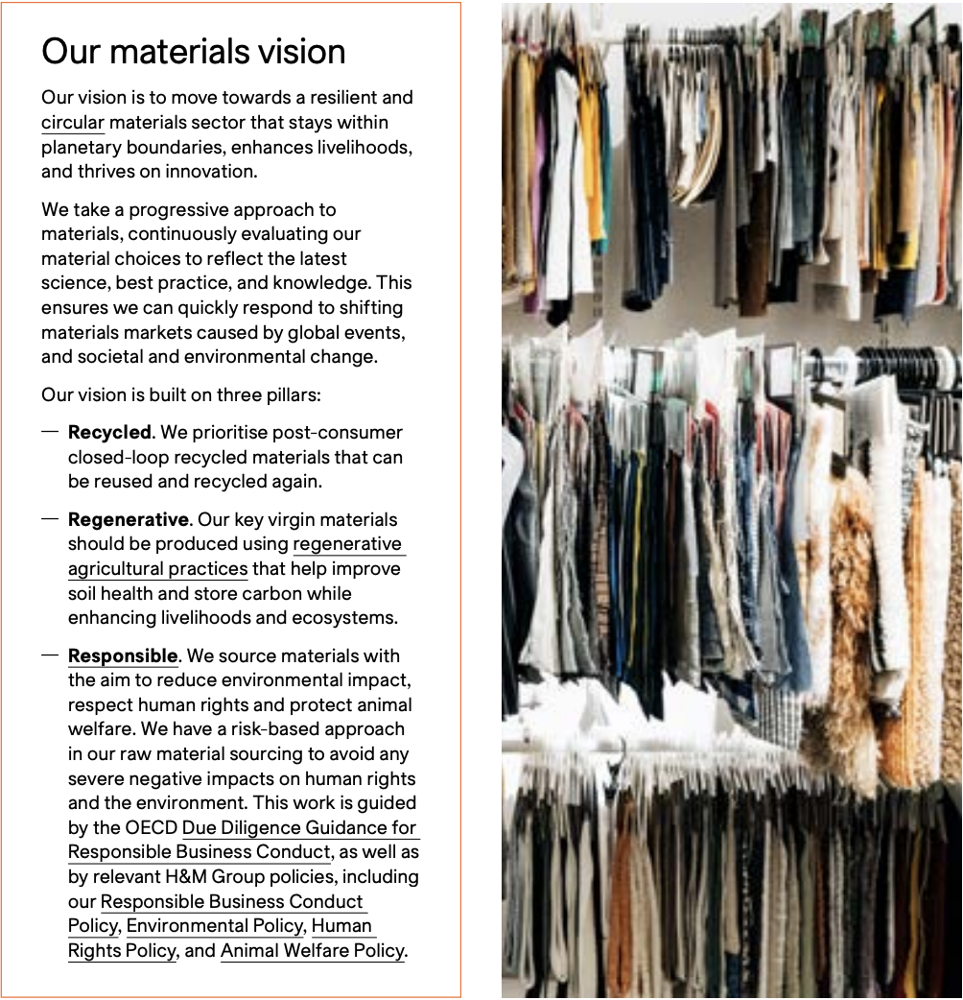 Our materials vision
Our vision is to move towards a resilient and
circular materials sector that stays within
planetary boundaries, enhances livelihoods,
and thrives on innovation.
We take a progressive approach to
materials, continuously evaluating our
material choices to reflect the latest
science, best practice, and knowledge. This
ensures we can quickly respond to shifting
materials markets caused by global events,
and societal and environmental change.
Our vision is built on three pillars:
— Recycled. We prioritise post-consumer
closed-loop recycled materials that can
be reused and recycled again.
— Regenerative. Our key virgin materials
should be produced using regenerative
agricultural practices that help improve
soil health and store carbon while
enhancing livelihoods and ecosystems.
— Responsible. We source materials with
the aim to reduce environmental impact,
respect human rights and protect animal
welfare. We have a risk-based approach
in our raw material sourcing to avoid any
severe negative impacts on human rights
and the environment. This work is guided
by the OECD Due Diligence Guidance for
Responsible Business Conduct, as well as
by relevant H&M Group policies, including
our Responsible Business Conduct
Policy, Environmental Policy, Human
Rights Policy, and Animal Welfare Policy.